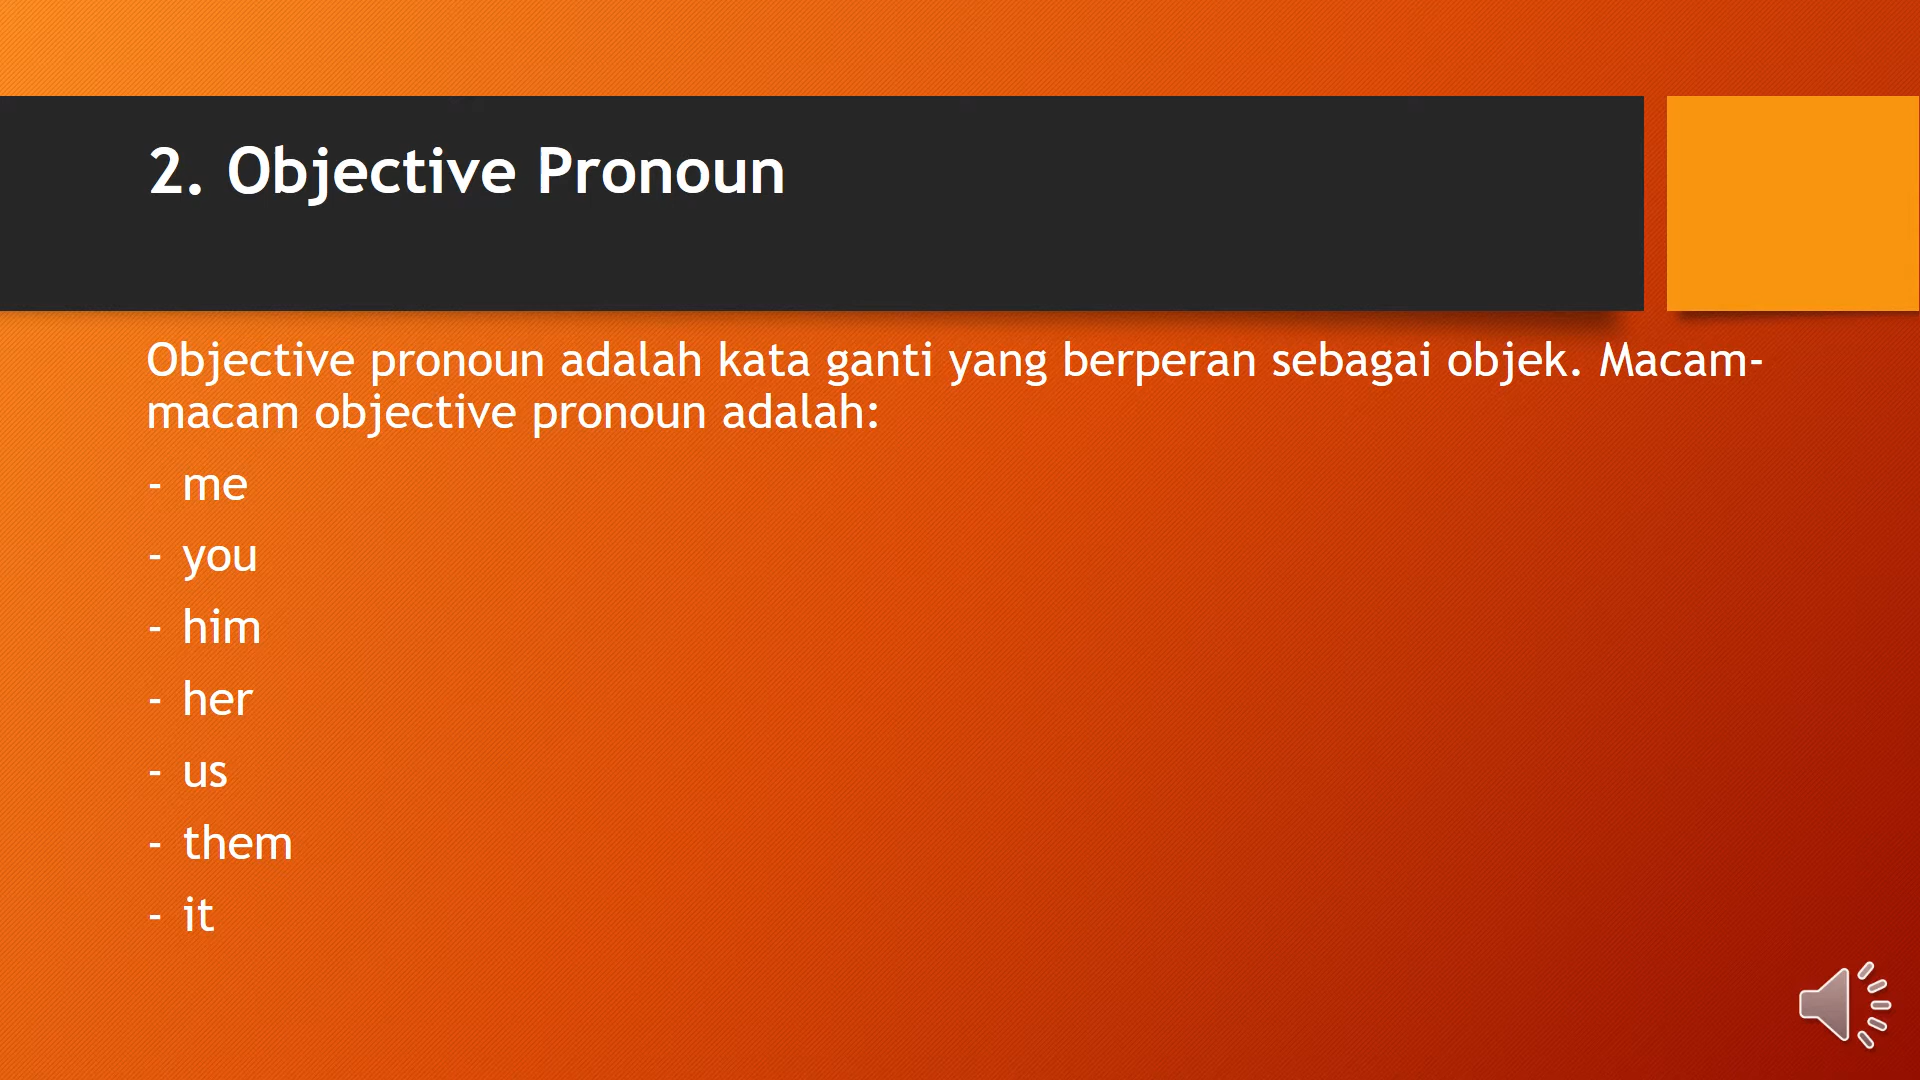 2. Objective Pronoun
Objective pronoun adalah kata ganti yang berperan sebagai objek. Macam-
macam objective pronoun adalah:
- me
- you
- him
- her
- us
- them
- it